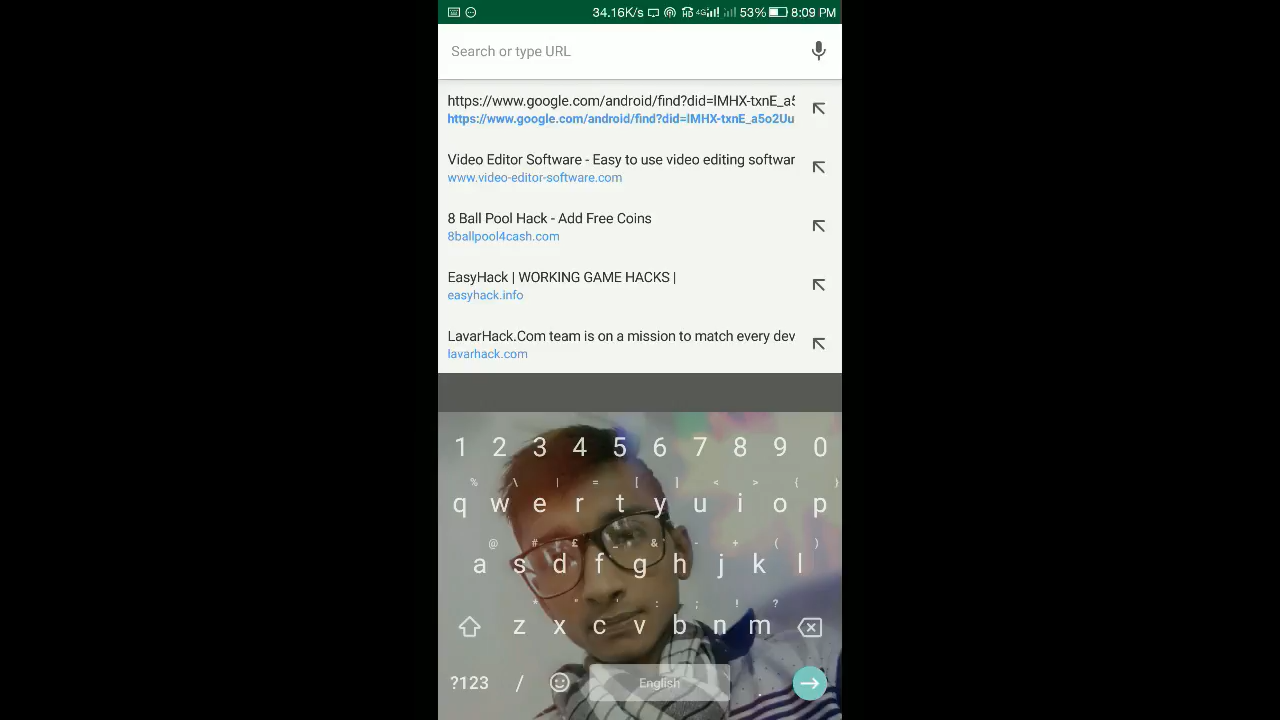 34.16K/s 4G 53% 8:09 PM
Search or type URL
https://www.google.com/android/find?did=lMHX-txnE_a5
https://www.google.com/android/find?did=lMHX-txnE_a5o2Uu
Video Editor Software - Easy to use video editing softwar
www.video-editor-software.com
8 Ball Pool Hack - Add Free Coins
8ballpool4cash.com
EasyHack | WORKING GAME HACKS |
easyhack.info
LavarHack.Com team is on a mission to match every dev
lavarhack.com
1 2 3 4 5 6 7 8 9 0
% \ | = [ ] < > { }
q w e r t y u i o p
@ # £ _ & - + ( )
a s d f g h j k l
* " ' : ; ! ?
z x c v b n m
?123 / English .